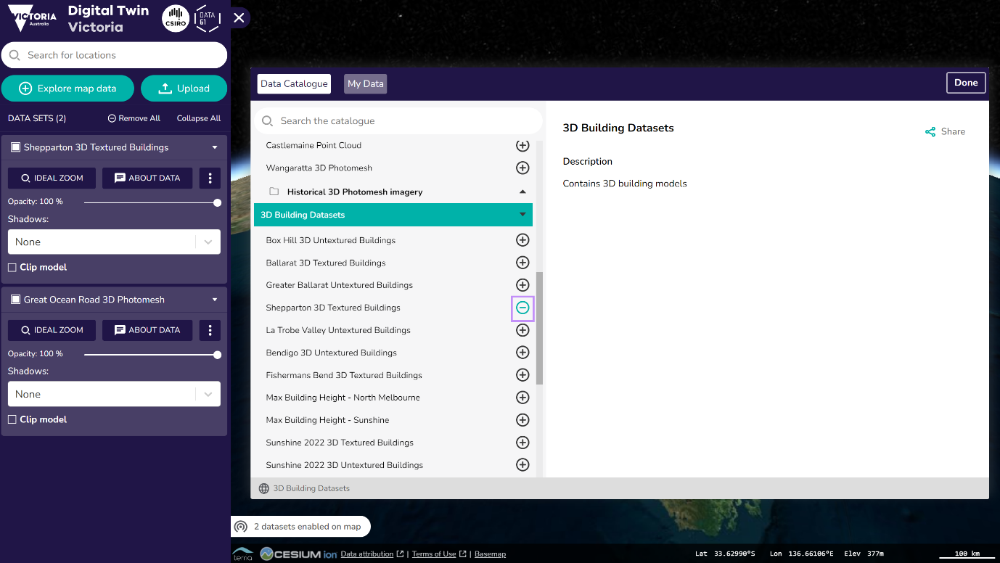 VICTORIA
Australia
Digital Twin
Victoria
CSIRO
DATA
61
Search for locations
Explore map data
Upload
DATA SETS (2)
Remove All
Collapse All
Shepparton 3D Textured Buildings
IDEAL ZOOM
ABOUT DATA
Opacity: 100 %
Shadows:
None
Clip model
Great Ocean Road 3D Photomesh
IDEAL ZOOM
ABOUT DATA
Opacity: 100 %
Shadows:
None
Clip model
Data Catalogue
My Data
Done
Search the catalogue
Castlemaine Point Cloud
Wangaratta 3D Photomesh
Historical 3D Photomesh imagery
3D Building Datasets
Box Hill 3D Untextured Buildings
Ballarat 3D Textured Buildings
Greater Ballarat Untextured Buildings
Shepparton 3D Textured Buildings
La Trobe Valley Untextured Buildings
Bendigo 3D Untextured Buildings
Fishermans Bend 3D Textured Buildings
Max Building Height - North Melbourne
Max Building Height - Sunshine
Sunshine 2022 3D Textured Buildings
Sunshine 2022 3D Untextured Buildings
3D Building Datasets
3D Building Datasets
Share
Description
Contains 3D building models
2 datasets enabled on map
terria
CESIUM ion
Data attribution | Terms of Use | Basemap
Lat 33.62990°S Lon 136.66106°E Elev 377m
100 km